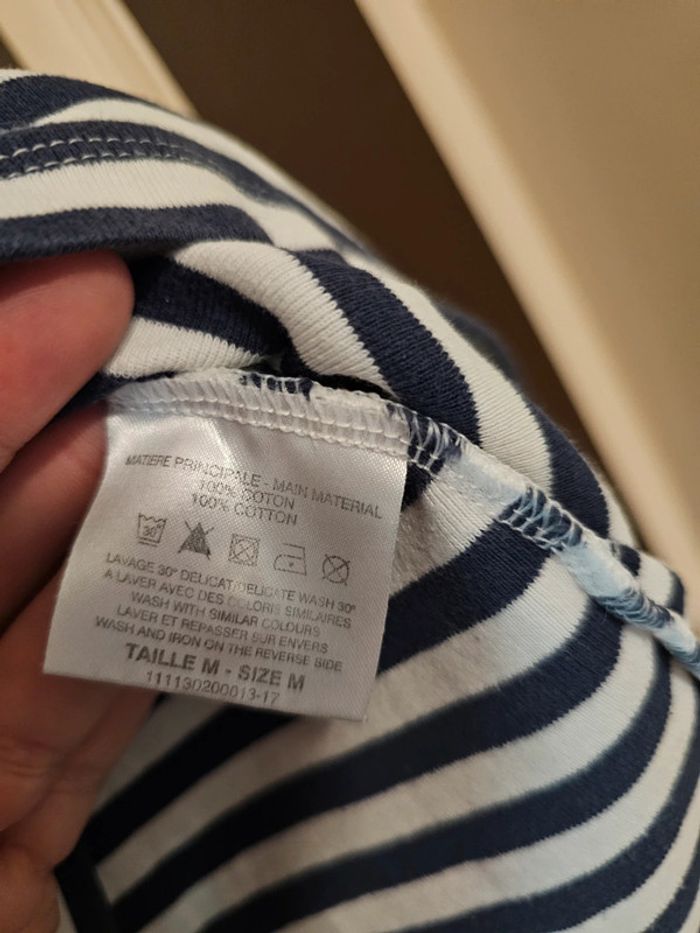 MATIERE PRINCIPALE - MAIN MATERIAL
100% COTON
100% COTTON
30°
LAVAGE 30° DELICAT/DELICATE WASH 30°
A LAVER AVEC DES COLORIS SIMILAIRES
WASH WITH SIMILAR COLOURS
LAVER ET REPASSER SUR ENVERS
WASH AND IRON ON THE REVERSE SIDE
TAILLE M - SIZE M
111130200013-17